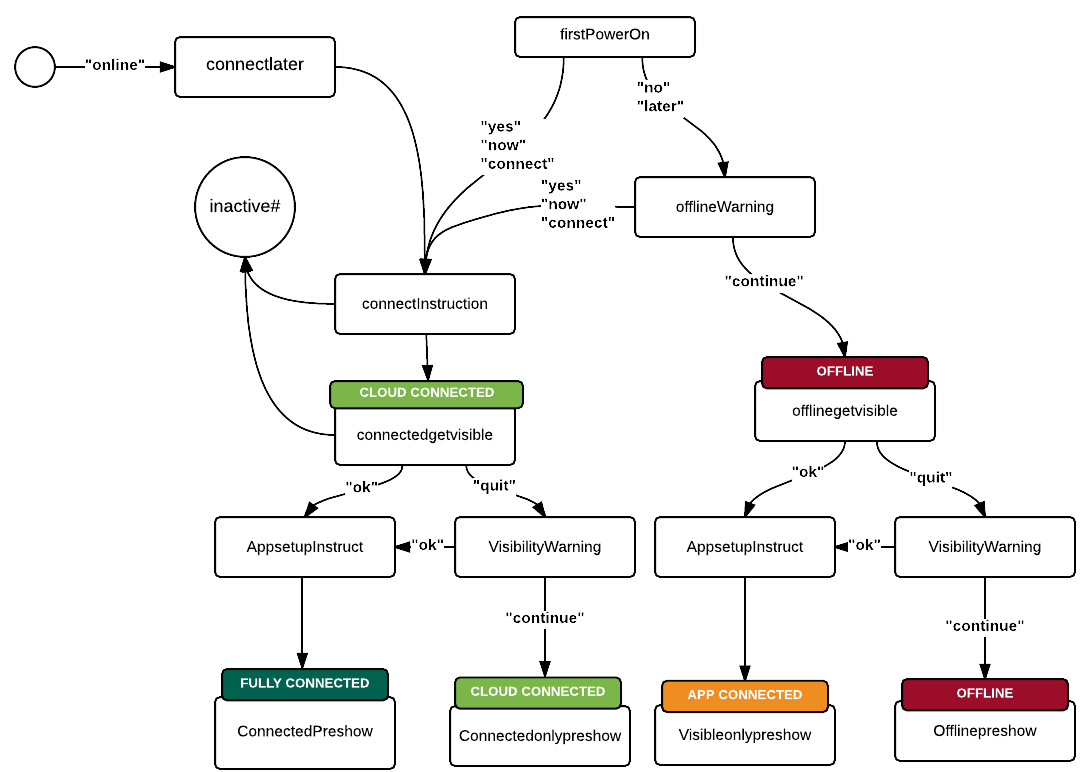 firstPowerOn
"online"
connectlater
"no"
"later"
"yes"
"now"
"connect"
"yes"
"now"
"connect"
inactive#
offlineWarning
"continue"
connectInstruction
OFFLINE
CLOUD CONNECTED
offlinegetvisible
connectedgetvisible
"ok"
"quit"
"ok"
"quit"
AppsetupInstruct
"ok"
VisibilityWarning
AppsetupInstruct
"ok"
VisibilityWarning
"continue"
"continue"
FULLY CONNECTED
CLOUD CONNECTED
APP CONNECTED
OFFLINE
ConnectedPreshow
Connectedonlypreshow
Visibleonlypreshow
Offlinepreshow